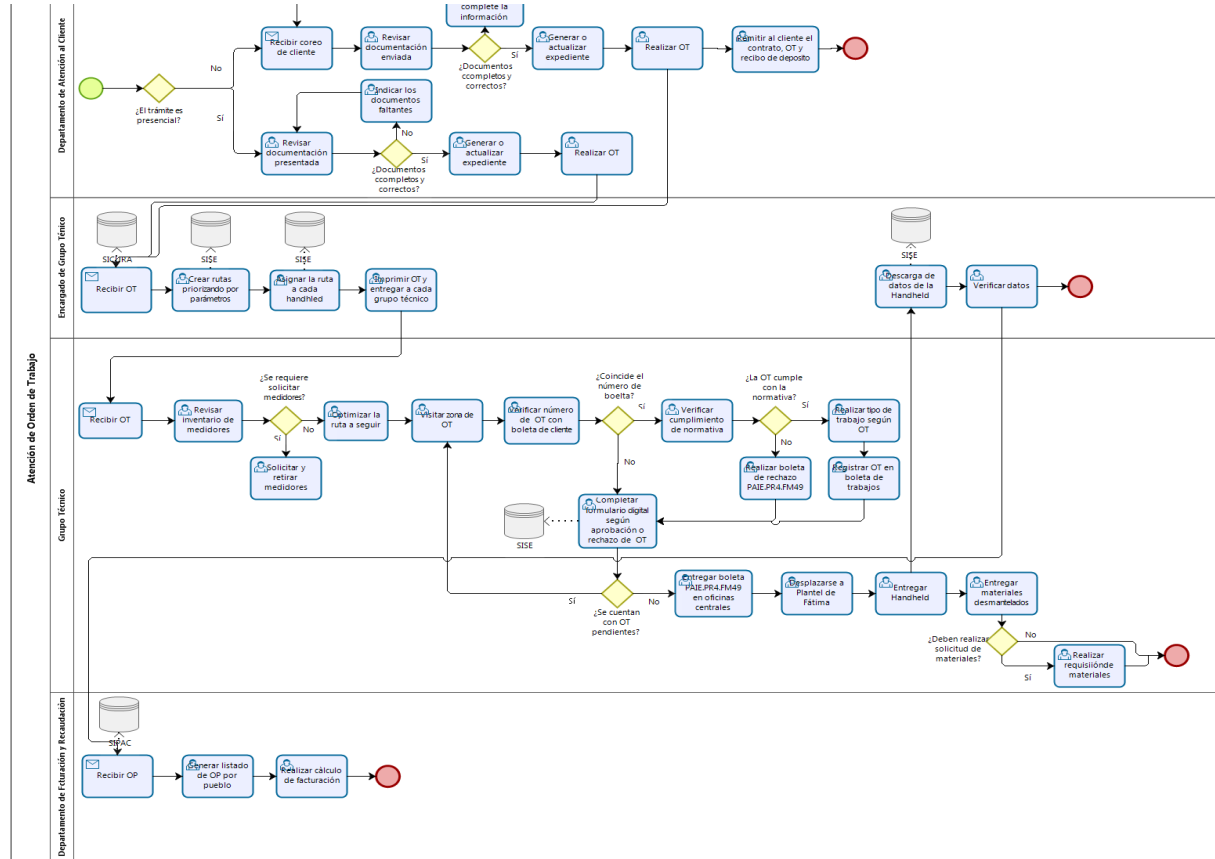 Atención de Orden de Trabajo
Departamento de Atención al Cliente
complete la
información
Recibir coreo
de cliente
Revisar
documentación
enviada
Sí
¿Documentos
ccompletos y
correctos?
Generar o
actualizar
expediente
Realizar OT
Remitir al cliente el
contrato, OT y
recibo de deposito
No
¿El trámite es
presencial?
Sí
Indicar los
documentos
faltantes
No
Revisar
documentación
presentada
Sí
¿Documentos
ccompletos y
correctos?
Generar o
actualizar
expediente
Realizar OT
Encargado de Grupo Ténico
SICURA
SISE
SISE
SISE
Recibir OT
Crear rutas
priorizando por
parámetros
Asignar la ruta
a cada
handhled
Imprimir OT y
entregar a cada
grupo técnico
Descarga de
datos de la
Handheld
Verificar datos
Grupo Técnico
¿Se requiere
solicitar
medidores?
¿Coincide el
número de
boelta?
¿La OT cumple
con la
normativa?
Recibir OT
Revisar
inventario de
medidores
No
Sí
Optimizar la
ruta a seguir
Visitar zona de
OT
Verificar número
de OT con
boleta de cliente
Sí
No
Verificar
cumplimiento
de normativa
Sí
No
Realizar tipo de
trabajo según
OT
Solicitar y
retirar
medidores
Realizar boleta
de rechazo
PAIE.PR4.FM49
Registrar OT en
boleta de
trabajos
SISE
Completar
formulario digital
según
aprobación o
rechazo de OT
Sí
No
¿Se cuentan
con OT
pendientes?
Entregar boleta
PAIE.PR4.FM49
en oficinas
centrales
Desplazarse a
Plantel de
Fátima
Entregar
Handheld
Entregar
materiales
desmantelados
¿Deben realizar
solicitud de
materiales?
No
Sí
Realizar
requisiiónde
materiales
Departamento de Fcturación y Recaudación
SIPAC
Recibir OP
Generar listado
de OP por
pueblo
Realizar cálculo
de facturación